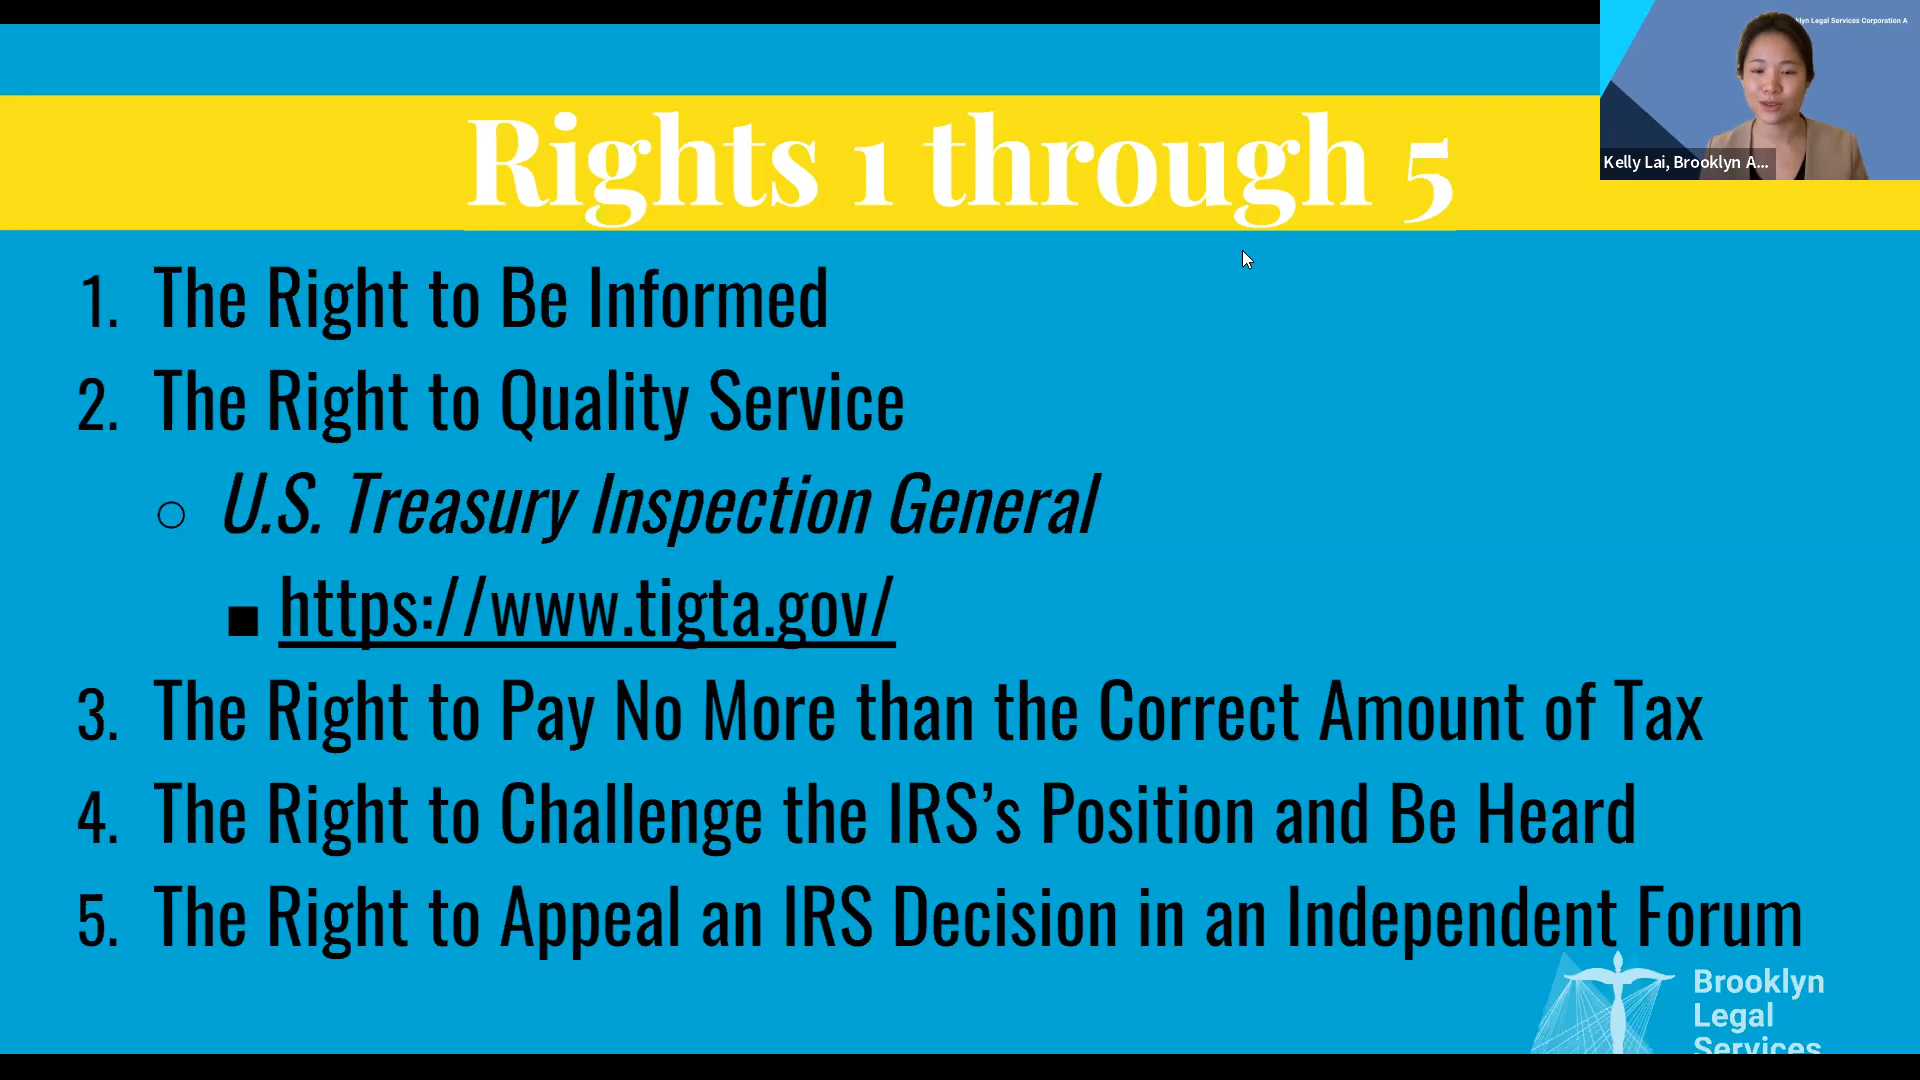 klyn Legal Services Corporation A
Kelly Lai, Brooklyn A...
Rights 1 through 5
1. The Right to Be Informed
2. The Right to Quality Service
○ U.S. Treasury Inspection General
■ https://www.tigta.gov/
3. The Right to Pay No More than the Correct Amount of Tax
4. The Right to Challenge the IRS’s Position and Be Heard
5. The Right to Appeal an IRS Decision in an Independent Forum
Brooklyn
Legal
Services